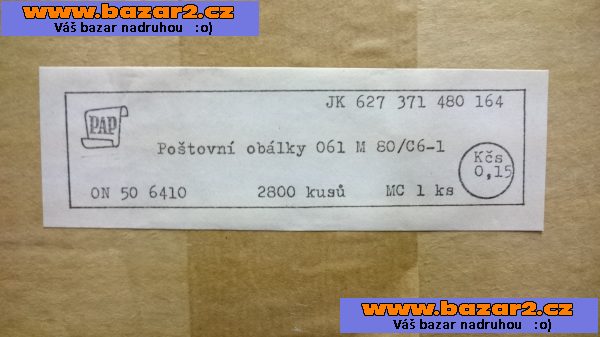 www.bazar2.cz
Váš bazar nadruhou :o)
JK 627 371 480 164
PAP
Poštovní obálky 061 M 80/C6-1
Kčs
0,15
ON 50 6410 2800 kusů MC 1 ks
www.bazar2.cz
Váš bazar nadruhou :o)